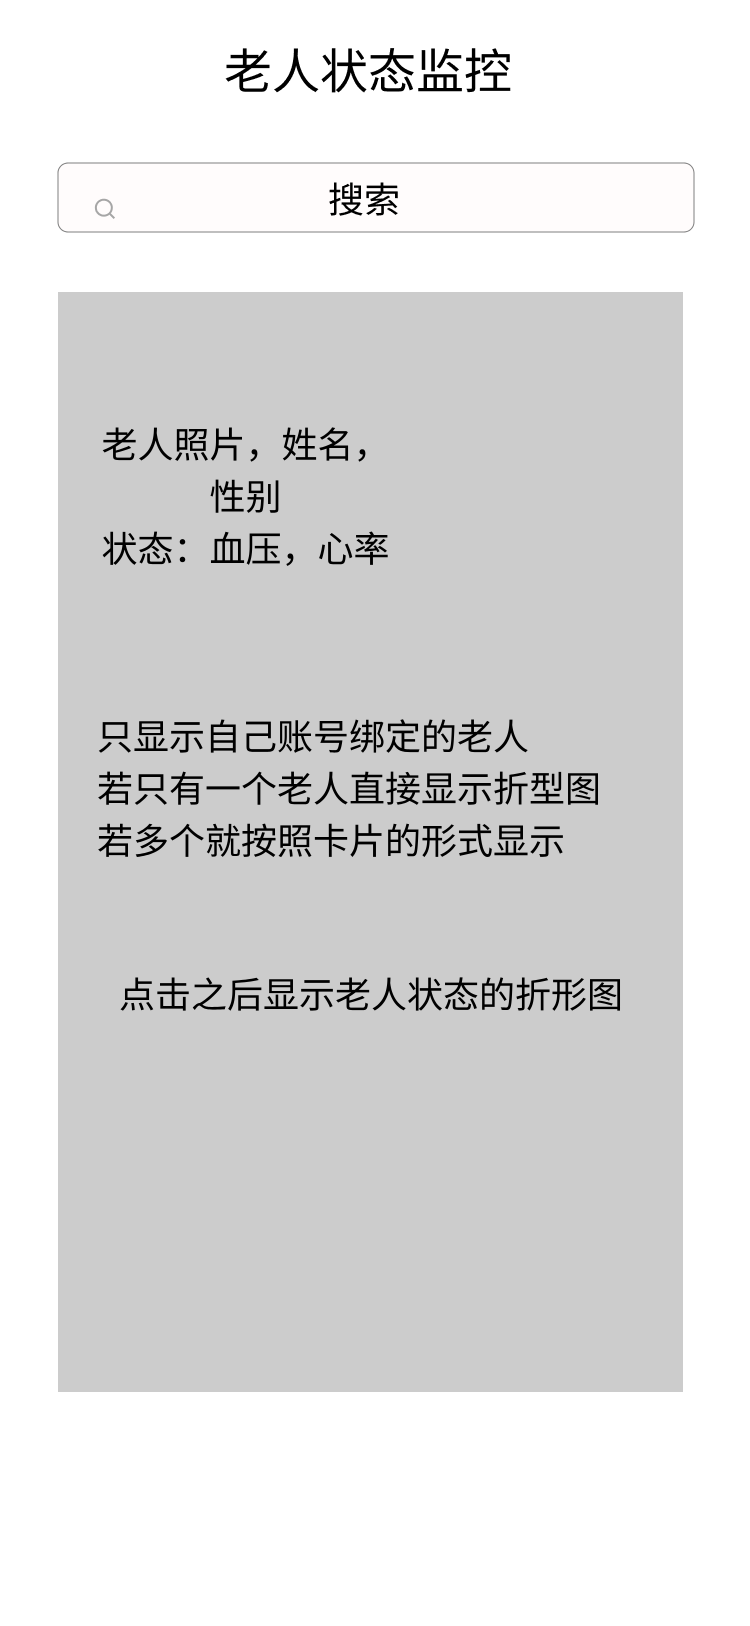 老人状态监控
搜索
老人照片，姓名，
性别
状态：血压，心率
只显示自己账号绑定的老人
若只有一个老人直接显示折型图
若多个就按照卡片的形式显示
点击之后显示老人状态的折形图